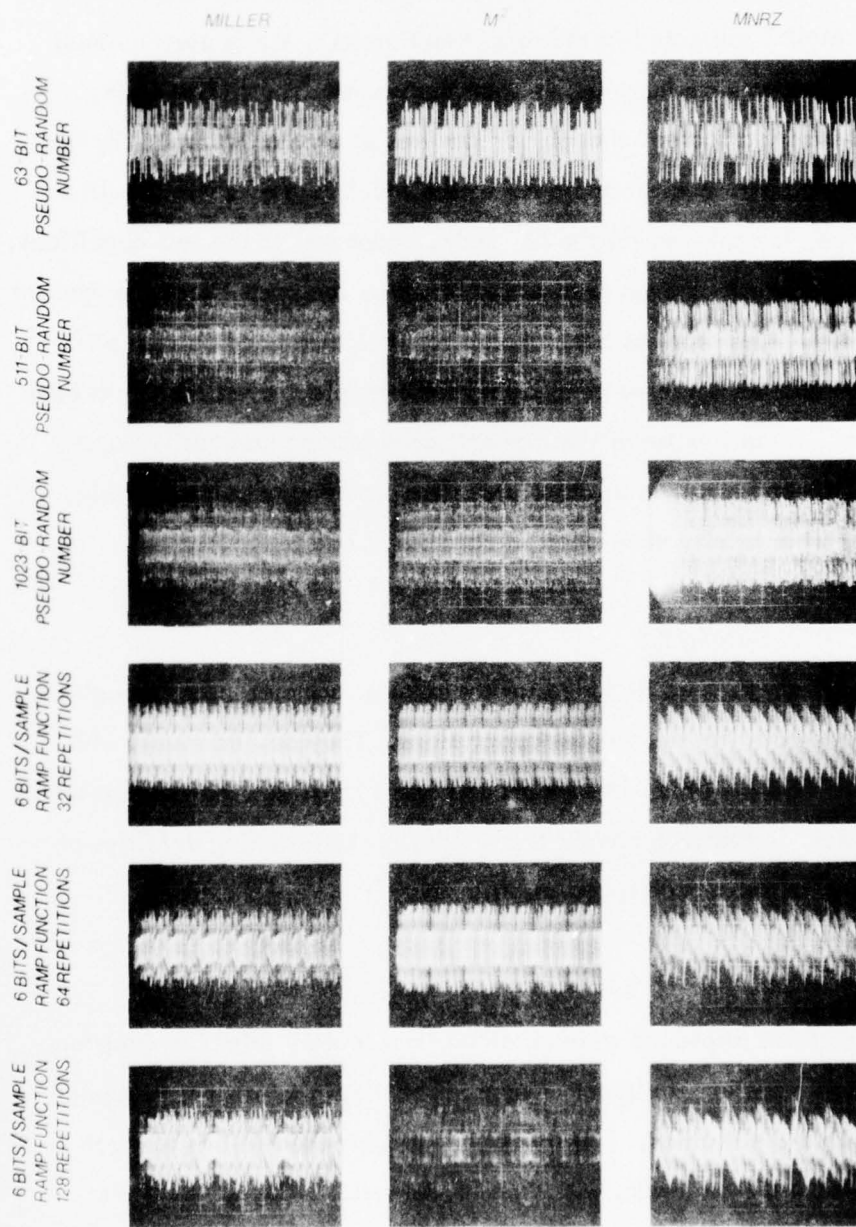 MILLER
M²
MNRZ
63 BIT
PSEUDO-RANDOM
NUMBER
511-BIT
PSEUDO-RANDOM
NUMBER
1023 BIT
PSEUDO-RANDOM
NUMBER
6 BITS/SAMPLE
RAMP FUNCTION
32 REPETITIONS
6 BITS/SAMPLE
RAMP FUNCTION
64 REPETITIONS
6 BITS/SAMPLE
RAMP FUNCTION
128 REPETITIONS